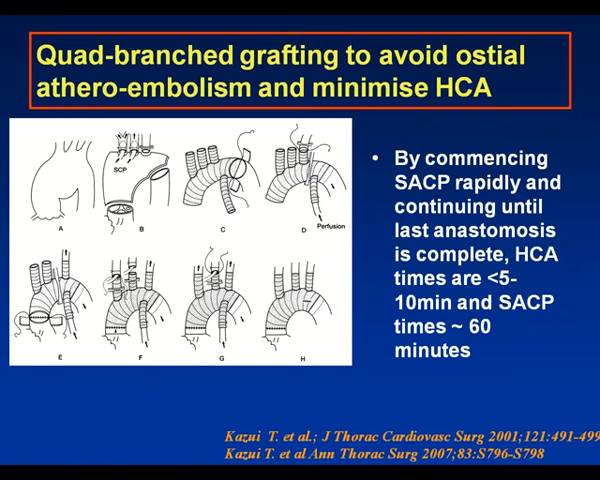 Quad-branched grafting to avoid ostial
athero-embolism and minimise HCA
SCP
A
B
C
D
Perfusion
E
F
G
H
• By commencing
SACP rapidly and
continuing until
last anastomosis
is complete, HCA
times are <5-
10min and SACP
times ~ 60
minutes
Kazui T. et al.; J Thorac Cardiovasc Surg 2001;121:491-499
Kazui T. et al Ann Thorac Surg 2007;83:S796-S798